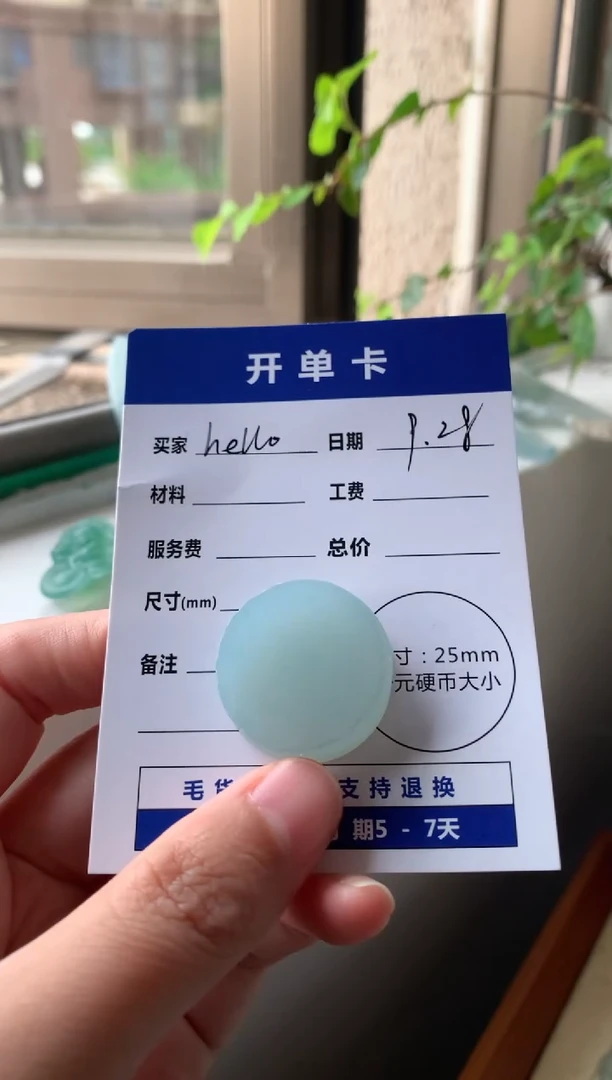 开单卡
买家 hello 日期 9.28
材料 工费
服务费 总价
尺寸(mm)
备注
寸：25mm
元硬币大小
毛货 支持退换
期5 - 7天